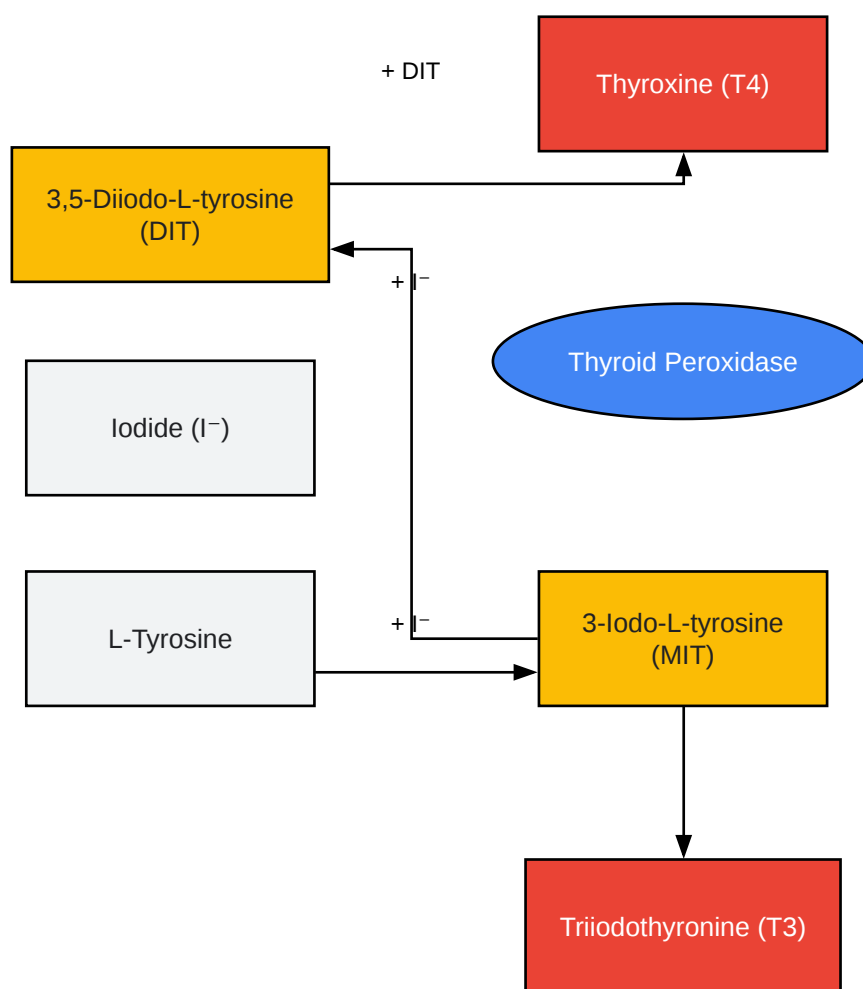 + DIT
Thyroxine (T4)
3,5-Diiodo-L-tyrosine
(DIT)
+ I⁻
Thyroid Peroxidase
Iodide (I⁻)
+ I⁻
L-Tyrosine
3-Iodo-L-tyrosine
(MIT)
Triiodothyronine (T3)